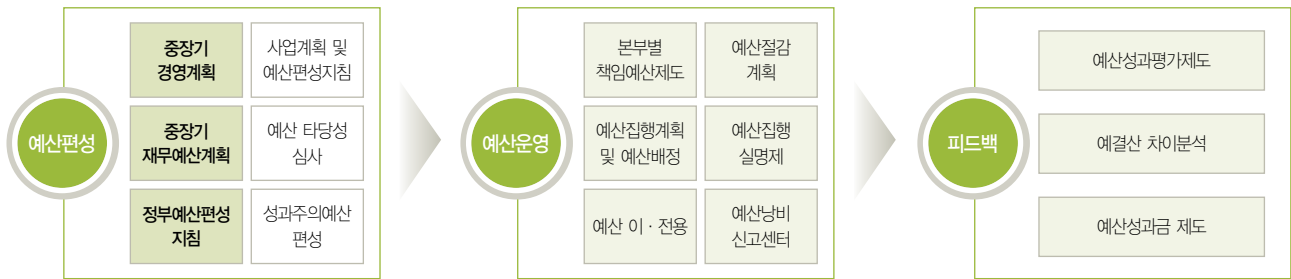 예산편성
중장기
경영계획
사업계획 및
예산편성지침
중장기
재무예산계획
예산 타당성
심사
정부예산편성
지침
성과주의예산
편성
예산운영
본부별
책임예산제도
예산절감
계획
예산집행계획
및 예산배정
예산집행
실명제
예산 이 · 전용
예산낭비
신고센터
피드백
예산성과평가제도
예결산 차이분석
예산성과금 제도